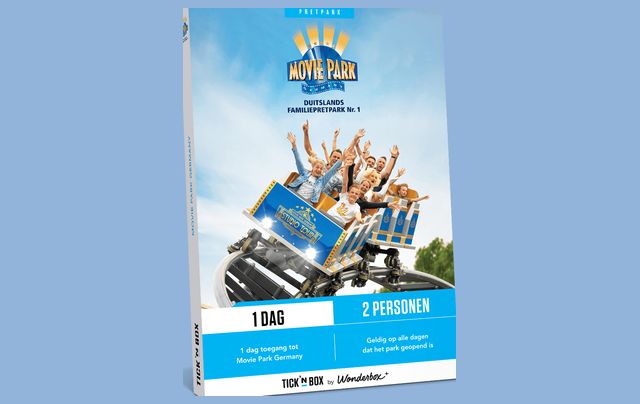 PRETPARK
MOVIE PARK
DUITSLANDS
FAMILIEPRETPARK Nr. 1
MOVIE PARK GERMANY
STUDIO TOUR
1 DAG
2 PERSONEN
1 dag toegang tot
Movie Park Germany
Geldig op alle dagen
dat het park geopend is
TICK'N BOX
TICK'N BOX by Wonderbox